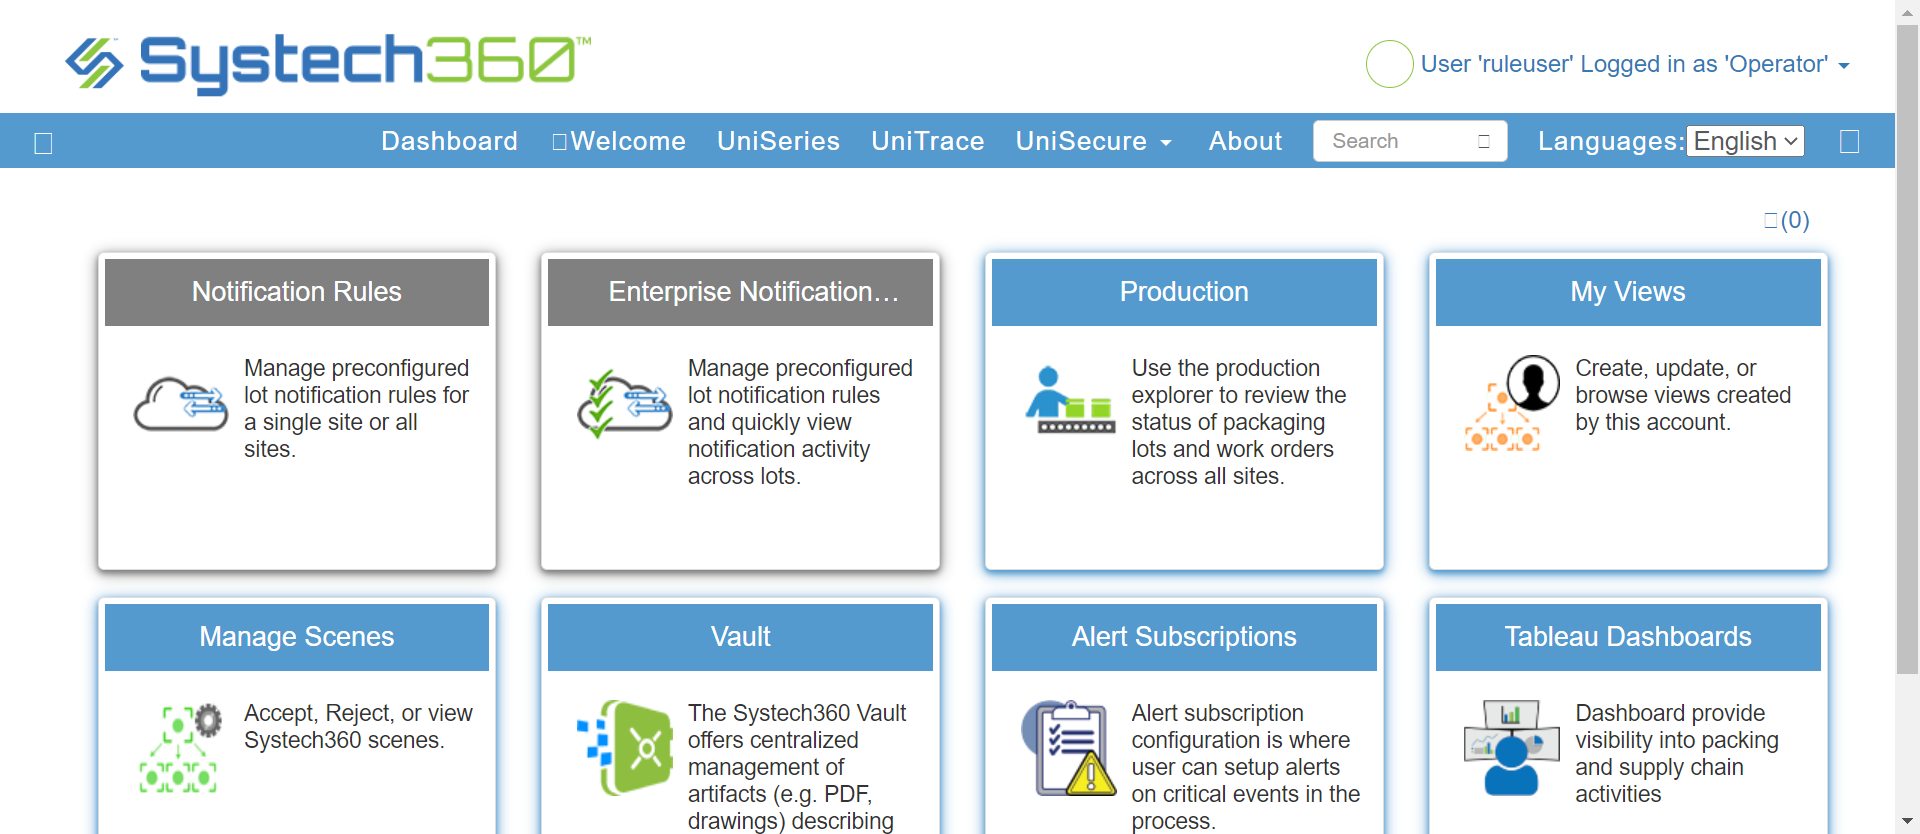 Systech360™
User 'ruleuser' Logged in as 'Operator'
Dashboard Welcome UniSeries UniTrace UniSecure About Search Languages: English
(0)
Notification Rules
Manage preconfigured
lot notification rules for
a single site or all
sites.
Enterprise Notification…
Manage preconfigured
lot notification rules
and quickly view
notification activity
across lots.
Production
Use the production
explorer to review the
status of packaging
lots and work orders
across all sites.
My Views
Create, update, or
browse views created
by this account.
Manage Scenes
Accept, Reject, or view
Systech360 scenes.
Vault
The Systech360 Vault
offers centralized
management of
artifacts (e.g. PDF,
drawings) describing
Alert Subscriptions
Alert subscription
configuration is where
user can setup alerts
on critical events in the
process.
Tableau Dashboards
Dashboard provide
visibility into packing
and supply chain
activities